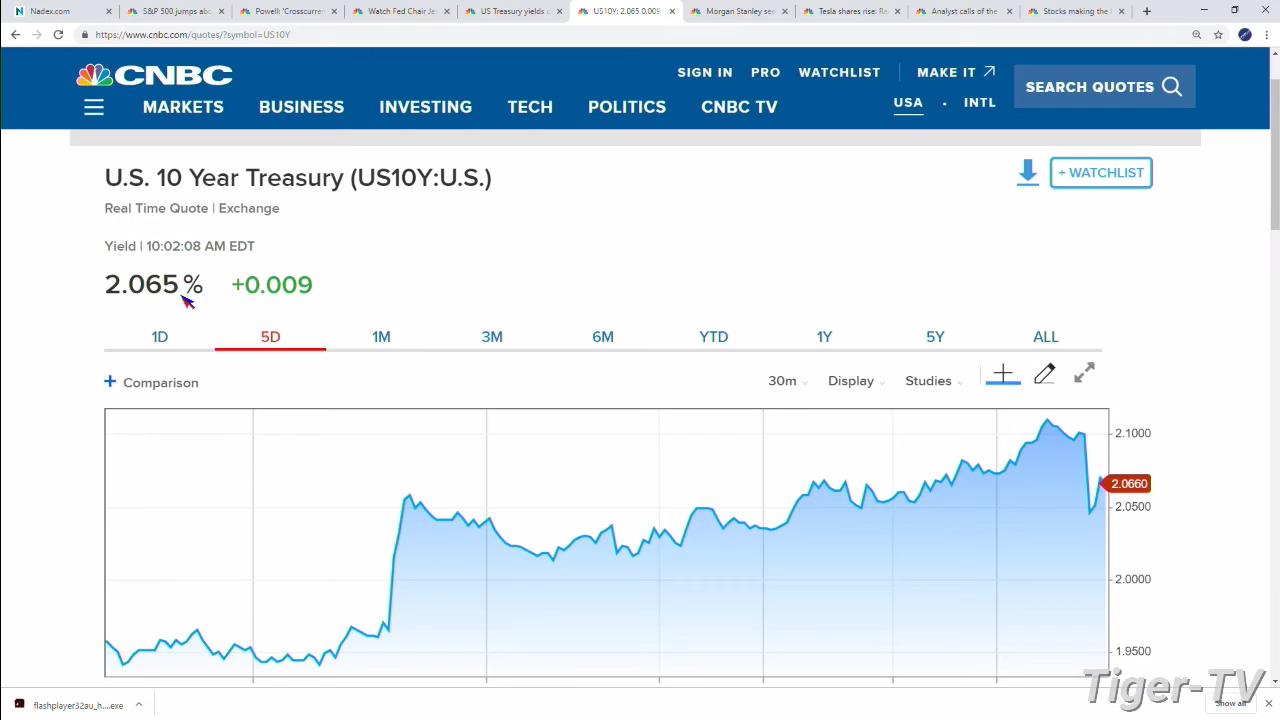 Nadex.com
S&P 500 jumps abo
Powell: 'Crosscurren
Watch Fed Chair Je
US Treasury yields c
US10Y: 2.065 0.009
Morgan Stanley see
Tesla shares rise: Re
Analyst calls of the
Stocks making the
https://www.cnbc.com/quotes/?symbol=US10Y
CNBC
SIGN IN PRO WATCHLIST MAKE IT
MARKETS BUSINESS INVESTING TECH POLITICS CNBC TV
USA · INTL
SEARCH QUOTES
U.S. 10 Year Treasury (US10Y:U.S.)
+ WATCHLIST
Real Time Quote | Exchange
Yield | 10:02:08 AM EDT
2.065 % +0.009
1D 5D 1M 3M 6M YTD 1Y 5Y ALL
+ Comparison
30m Display Studies
2.1000
2.0660
2.0500
2.0000
1.9500
Tiger-TV
flashplayer32au_h....exe
Show all